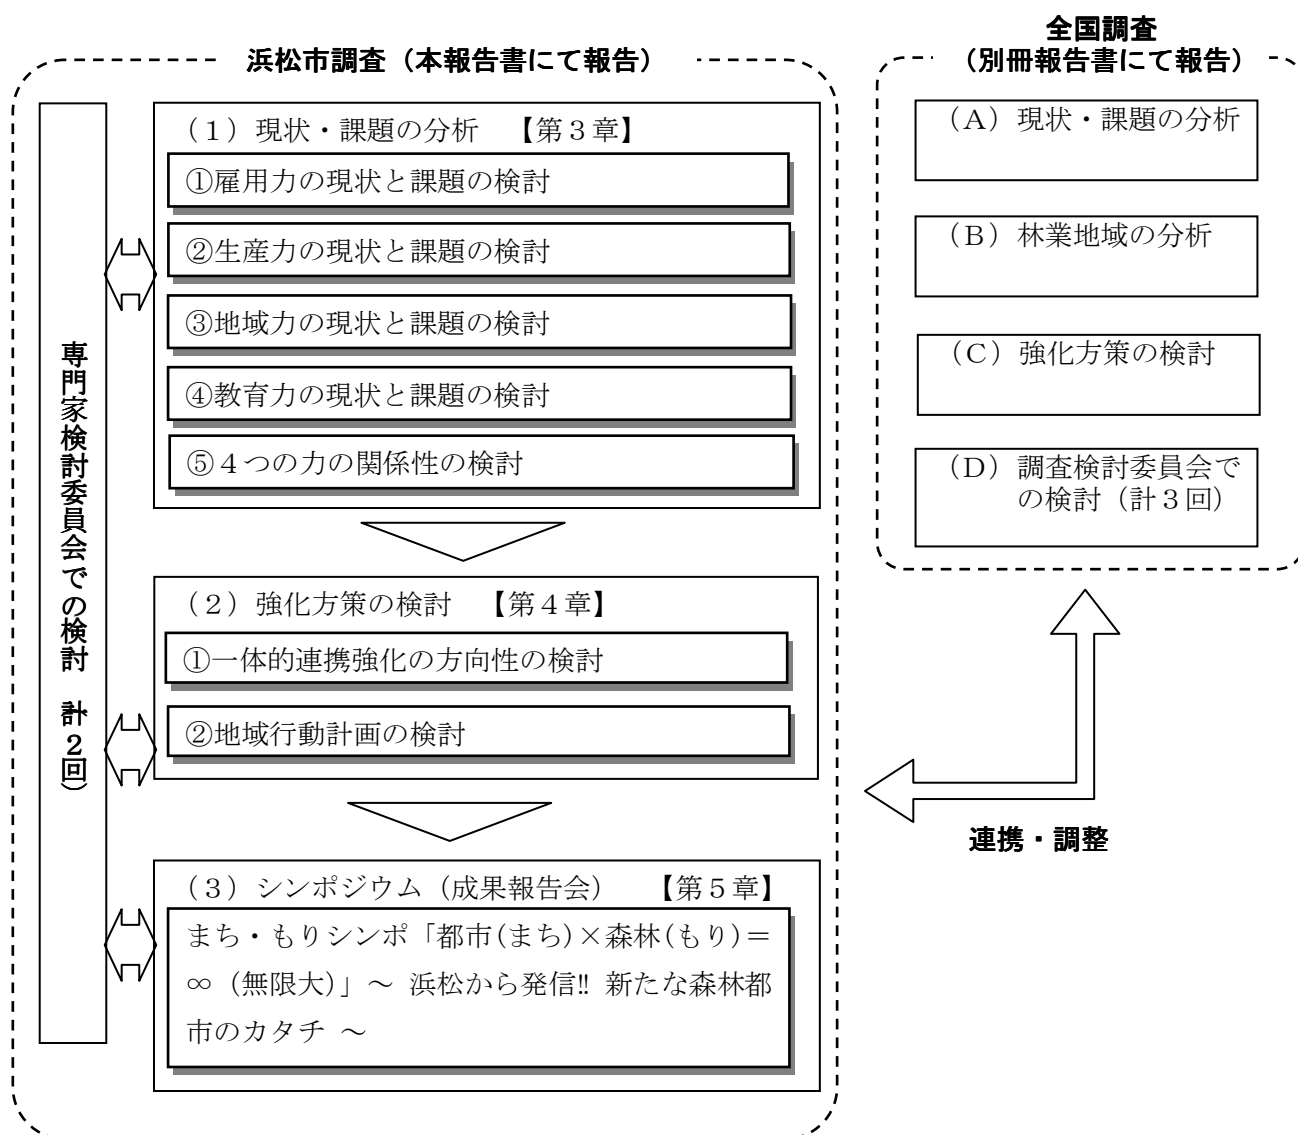 浜松市調査（本報告書にて報告）
専門家検討委員会での検討　計２回）
（１）現状・課題の分析　【第３章】
①雇用力の現状と課題の検討
②生産力の現状と課題の検討
③地域力の現状と課題の検討
④教育力の現状と課題の検討
⑤４つの力の関係性の検討
（２）強化方策の検討　【第４章】
①一体的連携強化の方向性の検討
②地域行動計画の検討
（３）シンポジウム（成果報告会）　【第５章】
まち・もりシンポ「都市(まち)×森林(もり)＝
∞（無限大)」～ 浜松から発信‼ 新たな森林都
市のカタチ ～
全国調査
（別冊報告書にて報告）
（A）現状・課題の分析
（B）林業地域の分析
（C）強化方策の検討
（D）調査検討委員会で
の検討（計３回）
連携・調整